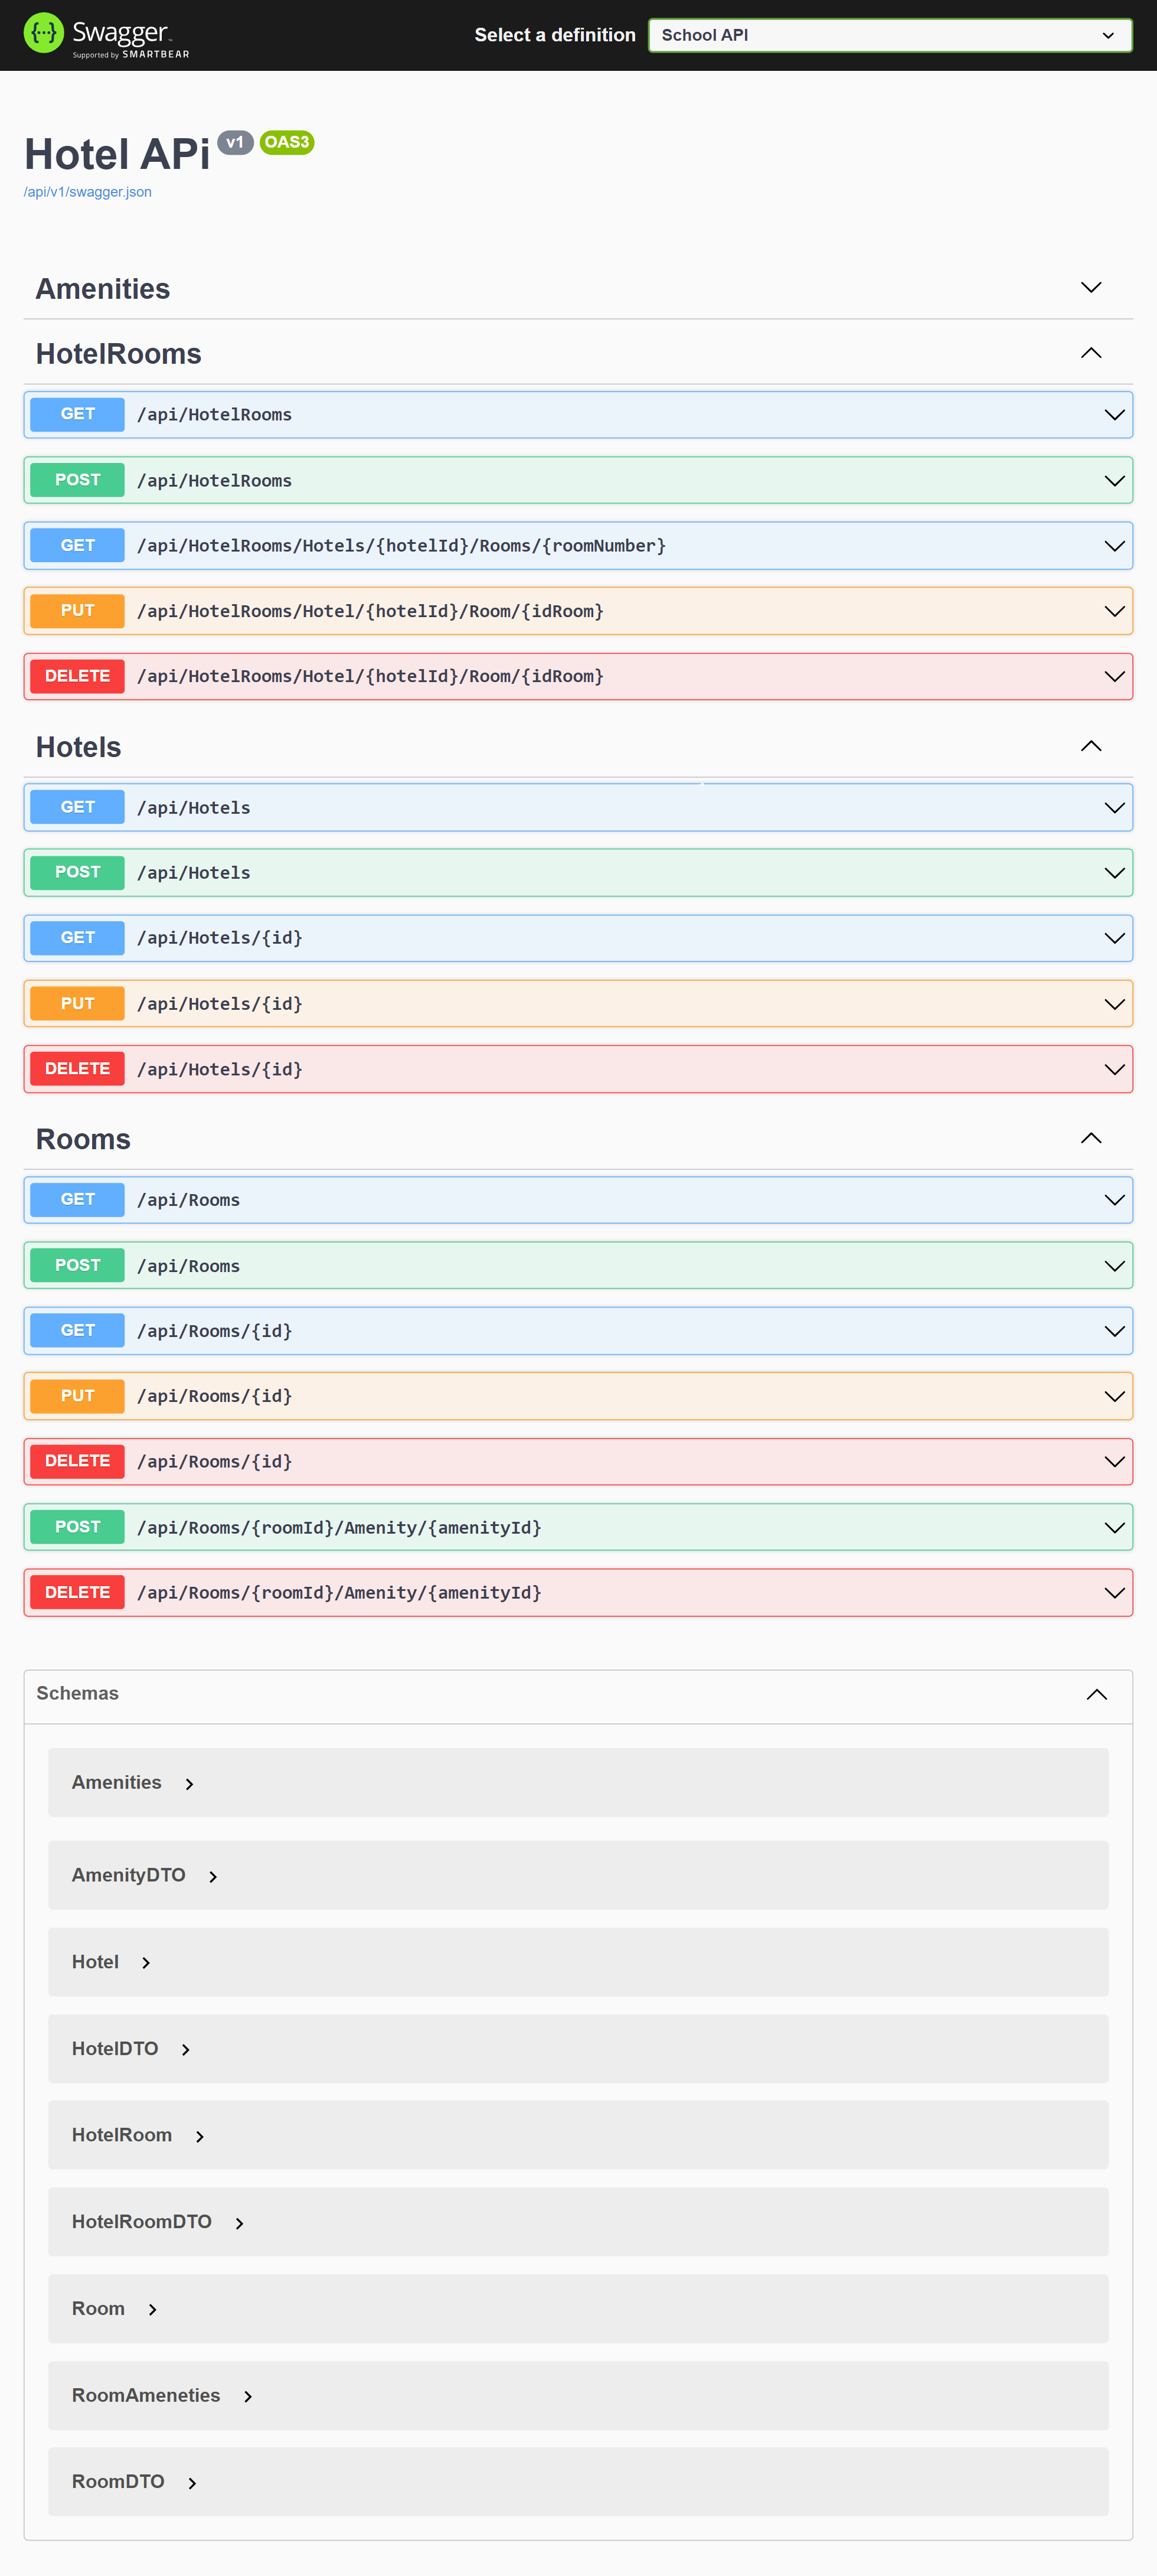 Swagger™
Supported by SMARTBEAR
Select a definition
School API
Hotel APi v1 OAS3
/api/v1/swagger.json
Amenities
HotelRooms
GET /api/HotelRooms
POST /api/HotelRooms
GET /api/HotelRooms/Hotels/{hotelId}/Rooms/{roomNumber}
PUT /api/HotelRooms/Hotel/{hotelId}/Room/{idRoom}
DELETE /api/HotelRooms/Hotel/{hotelId}/Room/{idRoom}
Hotels
GET /api/Hotels
POST /api/Hotels
GET /api/Hotels/{id}
PUT /api/Hotels/{id}
DELETE /api/Hotels/{id}
Rooms
GET /api/Rooms
POST /api/Rooms
GET /api/Rooms/{id}
PUT /api/Rooms/{id}
DELETE /api/Rooms/{id}
POST /api/Rooms/{roomId}/Amenity/{amenityId}
DELETE /api/Rooms/{roomId}/Amenity/{amenityId}
Schemas
Amenities
AmenityDTO
Hotel
HotelDTO
HotelRoom
HotelRoomDTO
Room
RoomAmeneties
RoomDTO